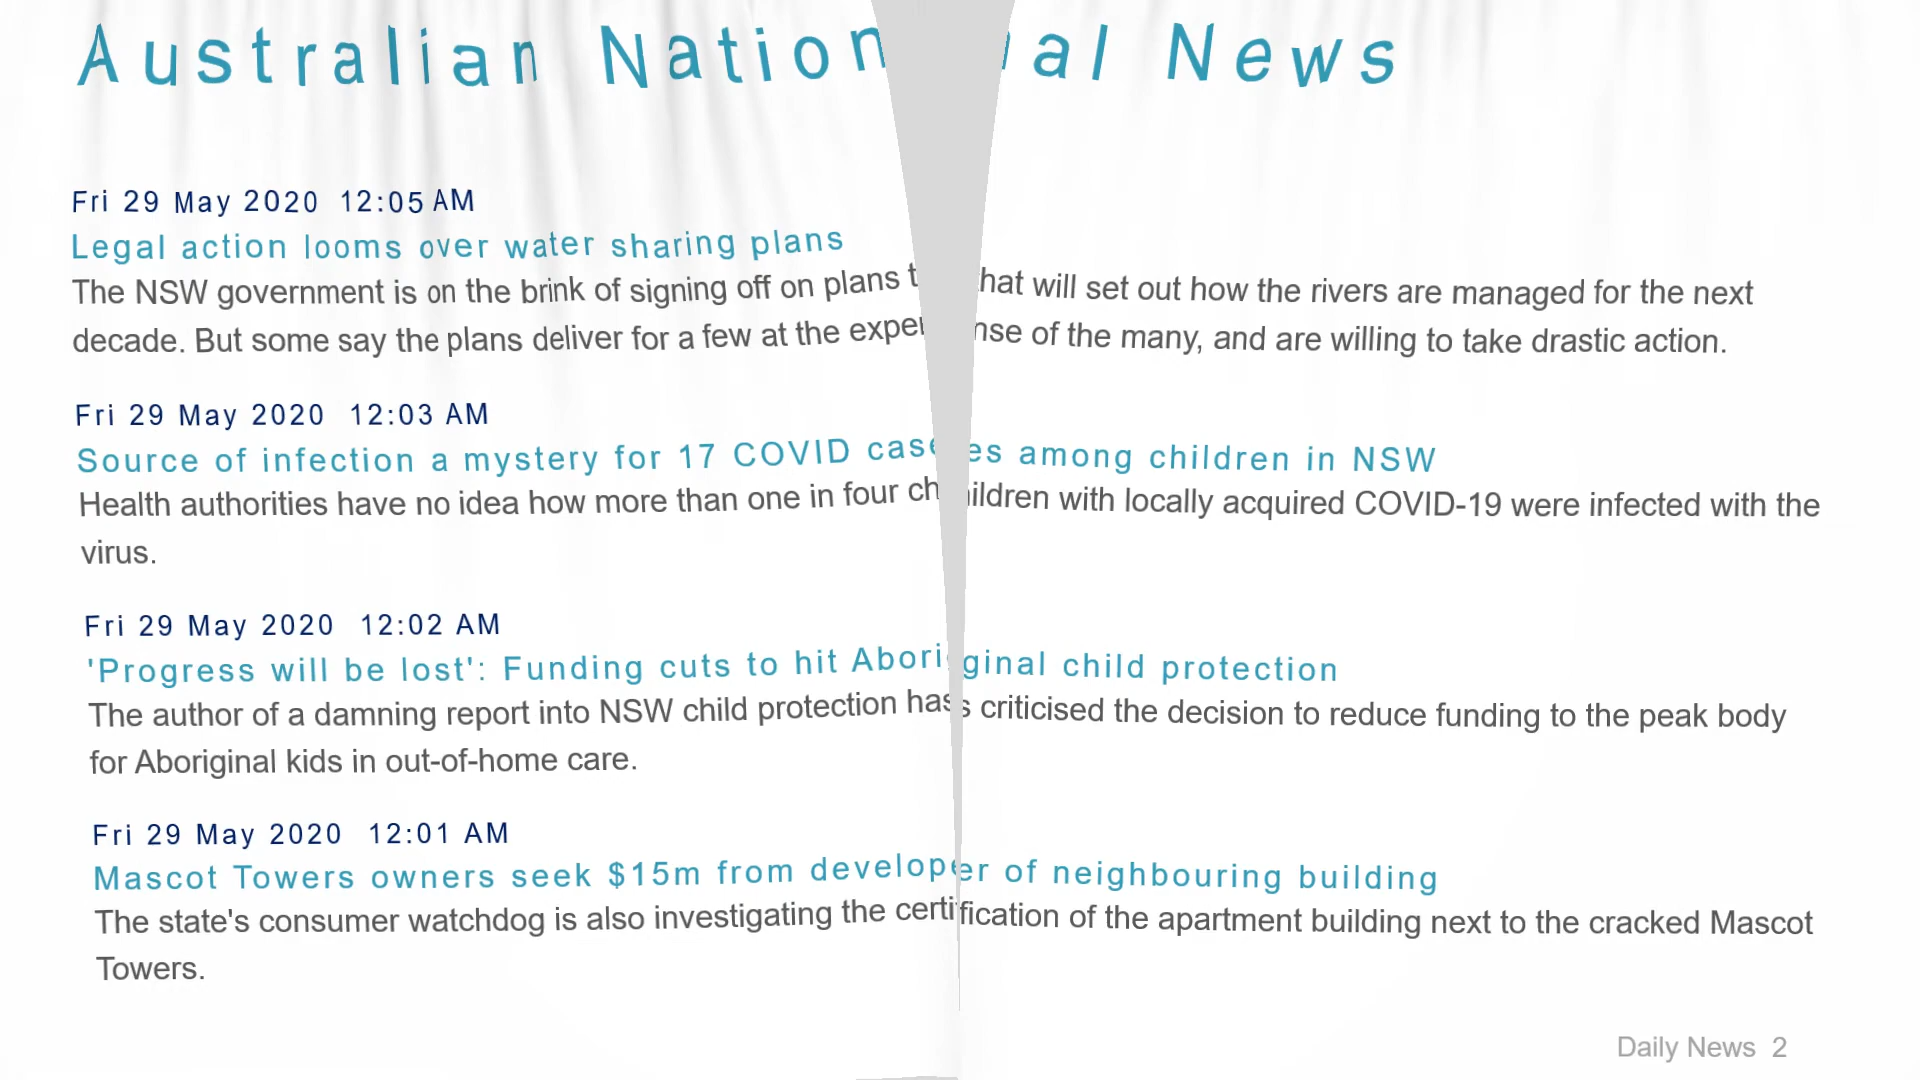 Australian National News
Fri 29 May 2020 12:05 AM
Legal action looms over water sharing plans
The NSW government is on the brink of signing off on plans that will set out how the rivers are managed for the next
decade. But some say the plans deliver for a few at the expense of the many, and are willing to take drastic action.
Fri 29 May 2020 12:03 AM
Source of infection a mystery for 17 COVID cases among children in NSW
Health authorities have no idea how more than one in four children with locally acquired COVID-19 were infected with the
virus.
Fri 29 May 2020 12:02 AM
'Progress will be lost': Funding cuts to hit Aboriginal child protection
The author of a damning report into NSW child protection has criticised the decision to reduce funding to the peak body
for Aboriginal kids in out-of-home care.
Fri 29 May 2020 12:01 AM
Mascot Towers owners seek $15m from developer of neighbouring building
The state's consumer watchdog is also investigating the certification of the apartment building next to the cracked Mascot
Towers.
Daily News 2